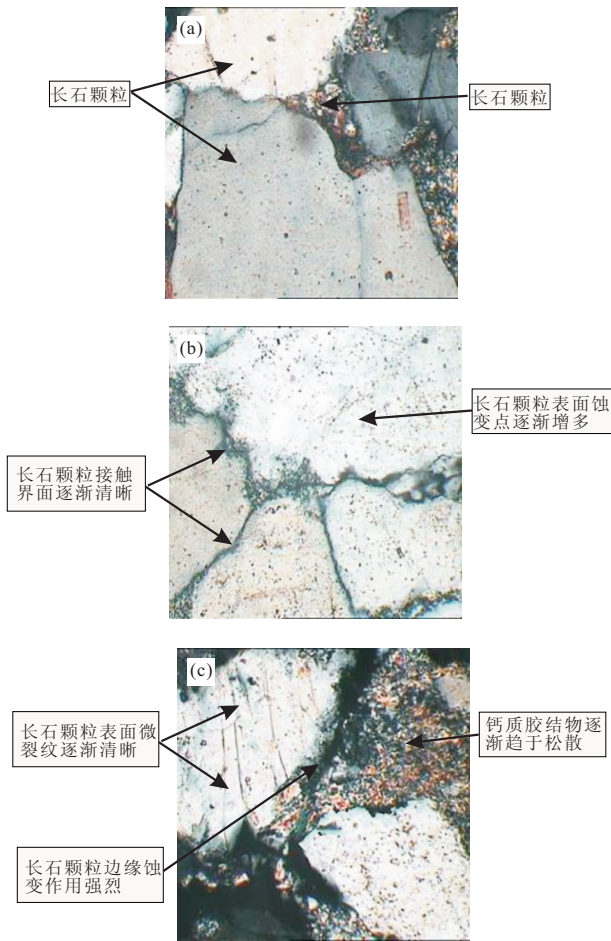 (a)
长石颗粒
长石颗粒
(b)
长石颗粒表面蚀
变点逐渐增多
长石颗粒接触
界面逐渐清晰
(c)
长石颗粒表面微
裂纹逐渐清晰
钙质胶结物逐
渐趋于松散
长石颗粒边缘蚀
变作用强烈